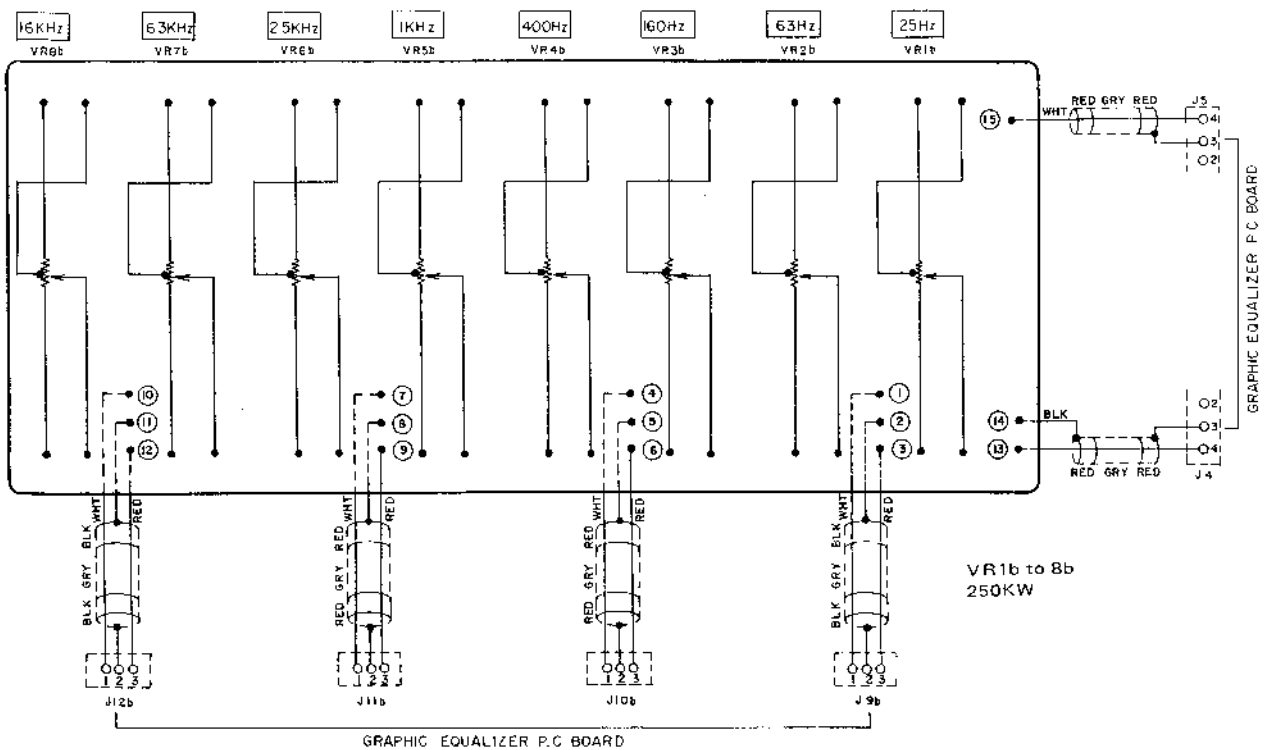 16KHz 63KHz 25KHz 1KHz 400Hz 160Hz 63Hz 25Hz
VR8b VR7b VR6b VR5b VR4b VR3b VR2b VR1b
15 WHT RED GRY RED J5
4
3
2
GRAPHIC EQUALIZER P.C BOARD
10 7 4 1
11 8 5 2
12 9 6 3
14 BLK
13
2
3
4
RED GRY RED J4
WHT RED WHT RED WHT RED WHT RED
BLK GRY BLK RED GRY RED RED GRY RED BLK GRY BLK
VR1b to 8b
250KW
1 2 3 1 2 3 1 2 3 1 2 3
J12b J11b J10b J9b
GRAPHIC EQUALIZER P.C BOARD